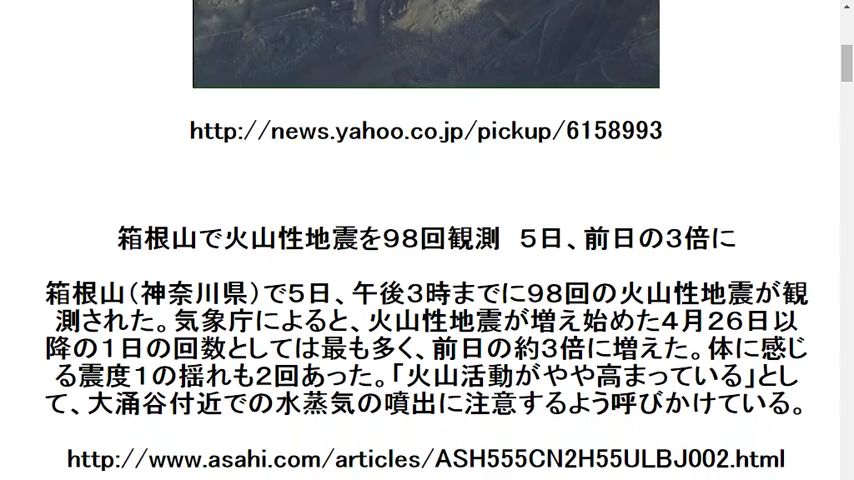 http://news.yahoo.co.jp/pickup/6158993
箱根山で火山性地震を９８回観測　５日、前日の３倍に
箱根山（神奈川県）で５日、午後３時までに９８回の火山性地震が観
測された。気象庁によると、火山性地震が増え始めた４月２６日以
降の１日の回数としては最も多く、前日の約３倍に増えた。体に感じ
る震度１の揺れも２回あった。「火山活動がやや高まっている」とし
て、大涌谷付近での水蒸気の噴出に注意するよう呼びかけている。
http://www.asahi.com/articles/ASH555CN2H55ULBJ002.html